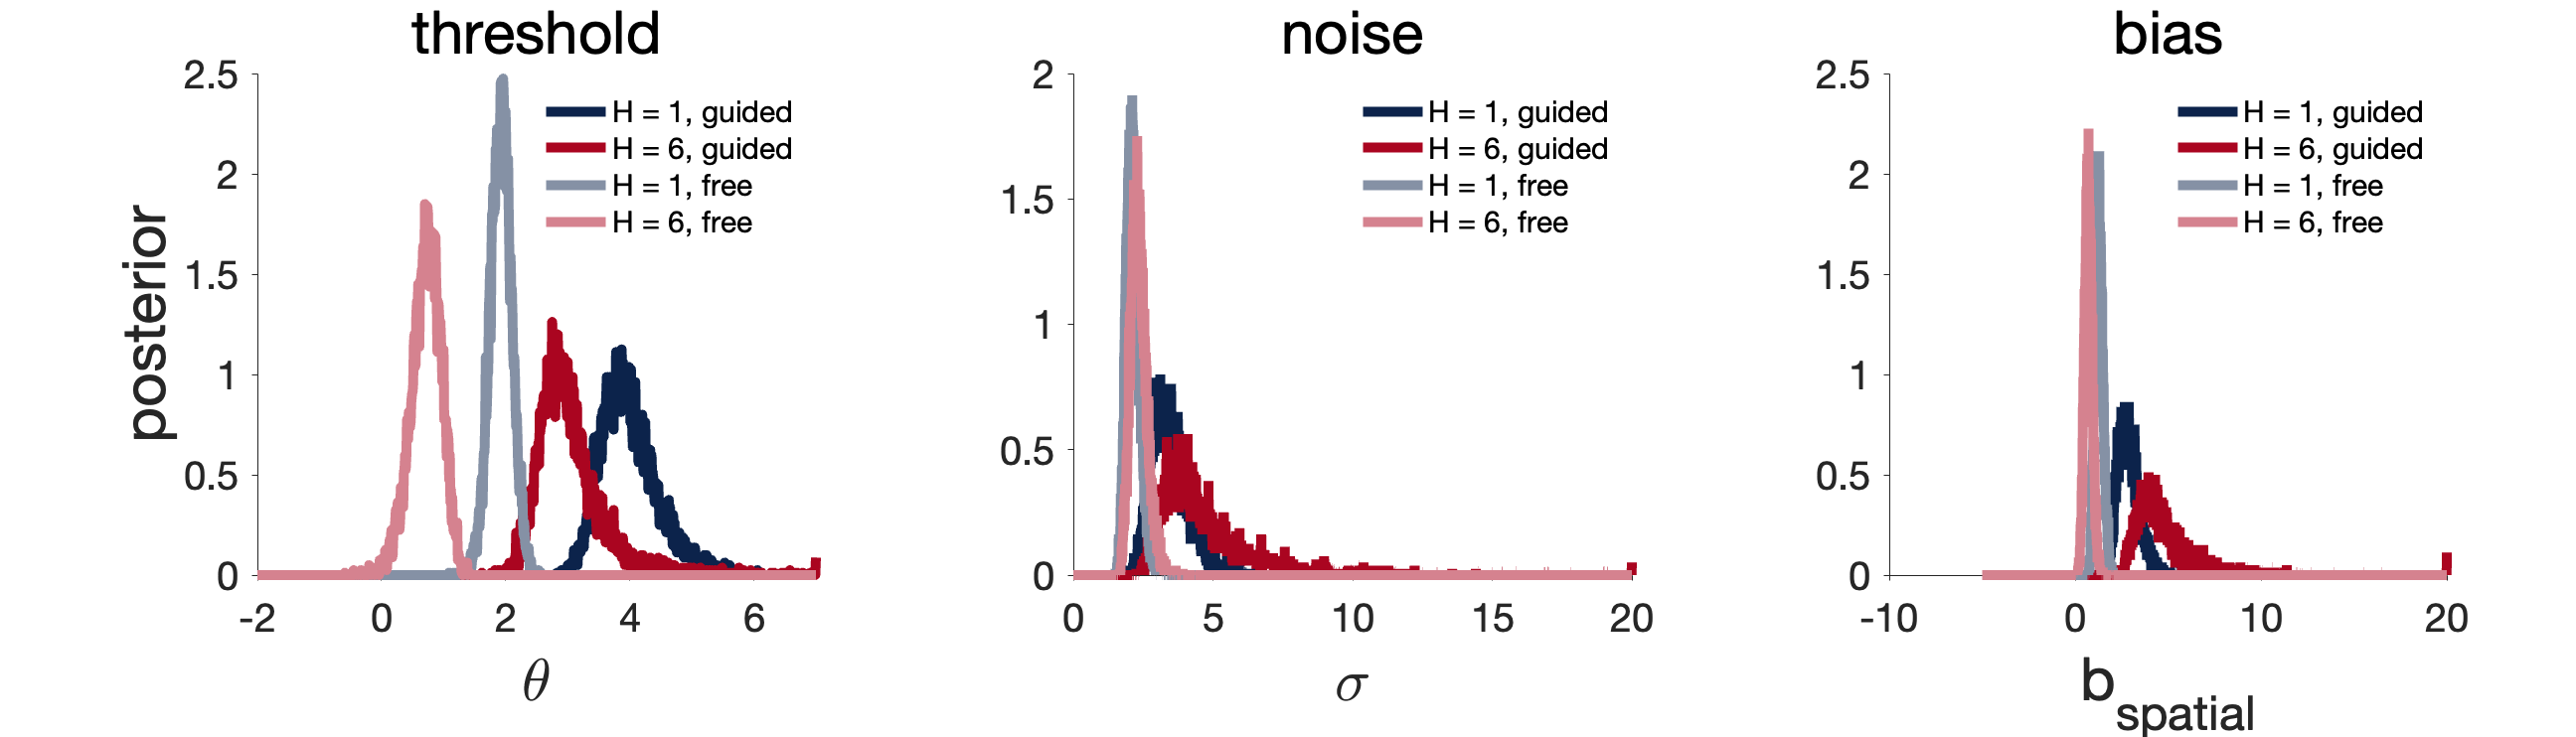 threshold
2.5
2
1.5
1
0.5
0
-2 0 2 4 6
θ
posterior
H = 1, guided
H = 6, guided
H = 1, free
H = 6, free
noise
2
1.5
1
0.5
0
0 5 10 15 20
σ
H = 1, guided
H = 6, guided
H = 1, free
H = 6, free
bias
2.5
2
1.5
1
0.5
0
-10 0 10 20
b spatial
H = 1, guided
H = 6, guided
H = 1, free
H = 6, free